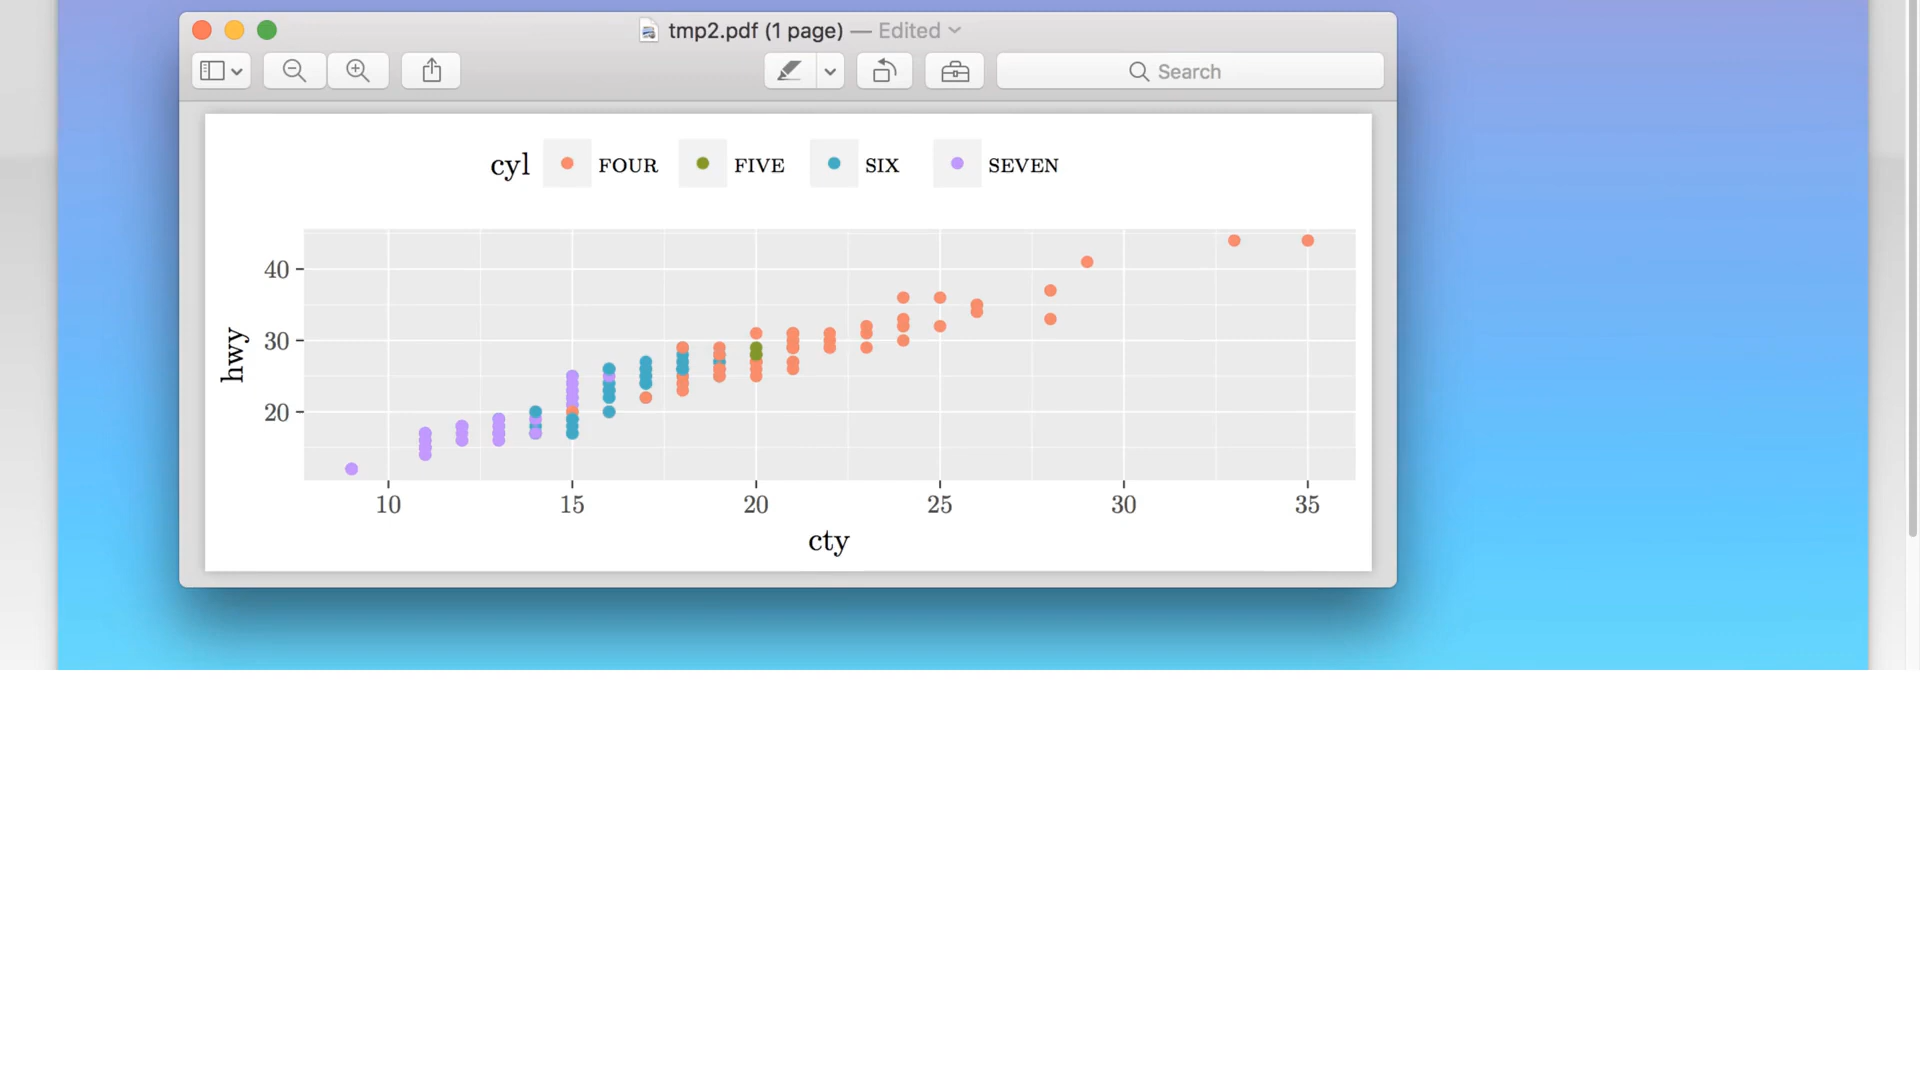 tmp2.pdf (1 page) — Edited
Search
cyl FOUR FIVE SIX SEVEN
40
30
20
hwy
10 15 20 25 30 35
cty